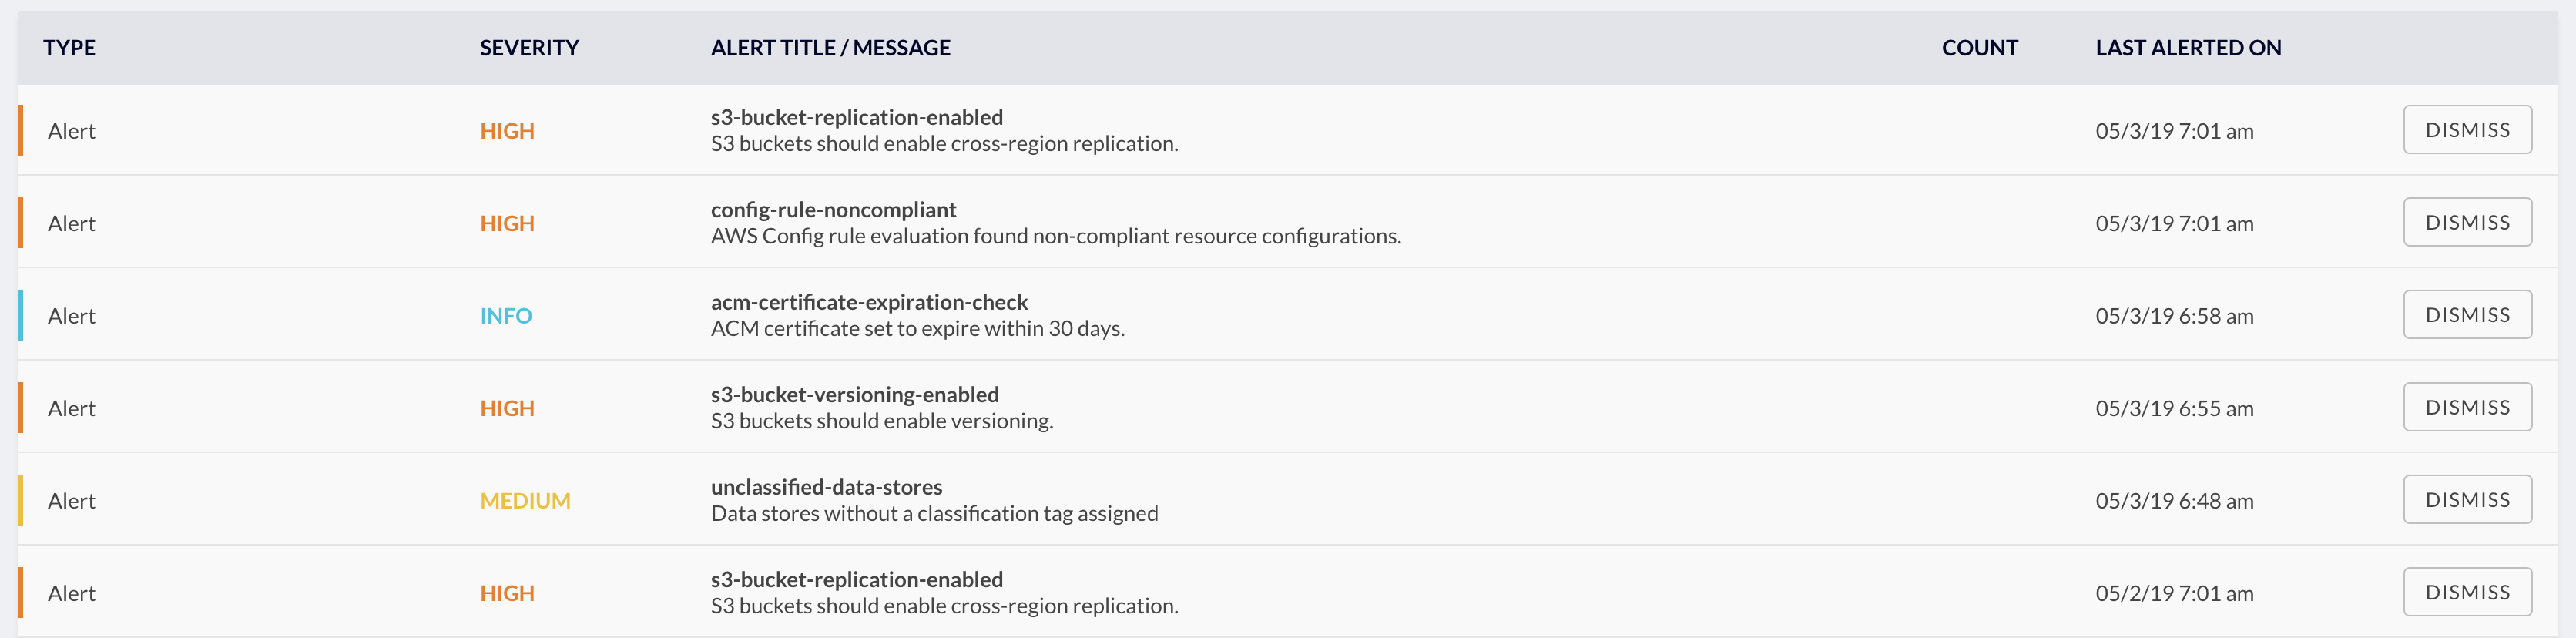 TYPE SEVERITY ALERT TITLE / MESSAGE COUNT LAST ALERTED ON
s3-bucket-replication-enabled
Alert HIGH 05/3/19 7:01 am DISMISS
S3 buckets should enable cross-region replication.
config-rule-noncompliant
Alert HIGH 05/3/19 7:01 am DISMISS
AWS Config rule evaluation found non-compliant resource configurations.
acm-certificate-expiration-check
Alert INFO 05/3/19 6:58 am DISMISS
ACM certificate set to expire within 30 days.
s3-bucket-versioning-enabled
Alert HIGH 05/3/19 6:55 am DISMISS
S3 buckets should enable versioning.
unclassified-data-stores
Alert MEDIUM 05/3/19 6:48 am DISMISS
Data stores without a classification tag assigned
s3-bucket-replication-enabled
Alert HIGH 05/2/19 7:01 am DISMISS
S3 buckets should enable cross-region replication.